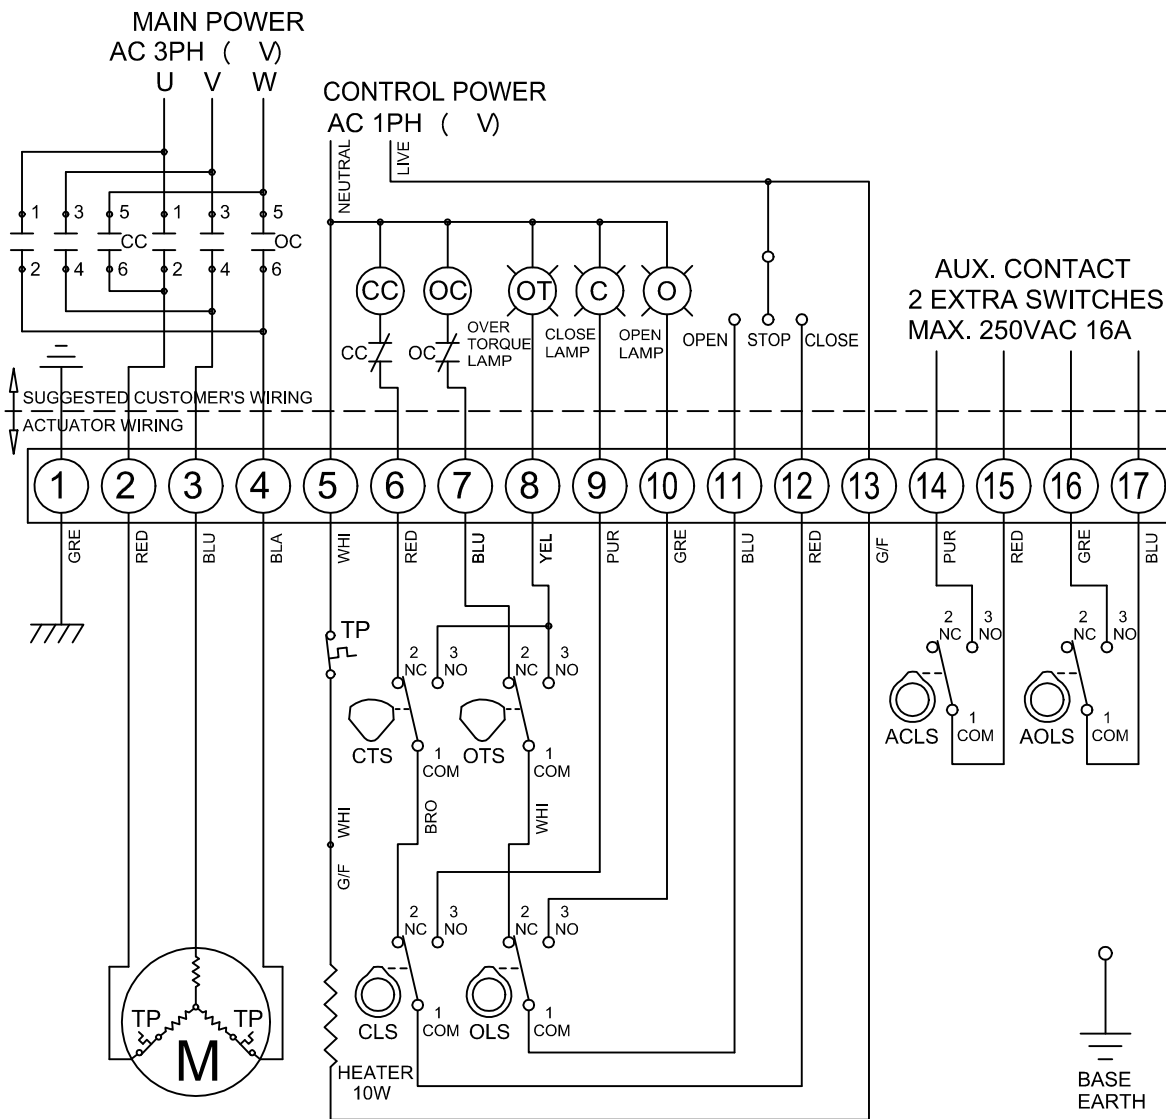 MAIN POWER
AC 3PH ( V)
U V W
CONTROL POWER
AC 1PH ( V)
NEUTRAL
LIVE
1 3 5 1 3 5
CC OC
2 4 6 2 4 6
CC OC OT C O
CC
OC
OVER
TORQUE
LAMP
CLOSE
LAMP
OPEN
LAMP
OPEN STOP CLOSE
AUX. CONTACT
2 EXTRA SWITCHES
MAX. 250VAC 16A
SUGGESTED CUSTOMER'S WIRING
ACTUATOR WIRING
1 2 3 4 5 6 7 8 9 10 11 12 13 14 15 16 17
GRE RED BLU BLA WHI RED BLU YEL PUR GRE BLU RED G/F PUR RED GRE BLU
TP
2 3 2 3
NC NO NC NO
CTS OTS
1 1
COM COM
2 3 2 3
NC NO NC NO
ACLS AOLS
1 1
COM COM
WHI BRO WHI
G/F
2 3 2 3
NC NO NC NO
CLS OLS
1 1
COM COM
TP TP
M
HEATER
10W
BASE
EARTH